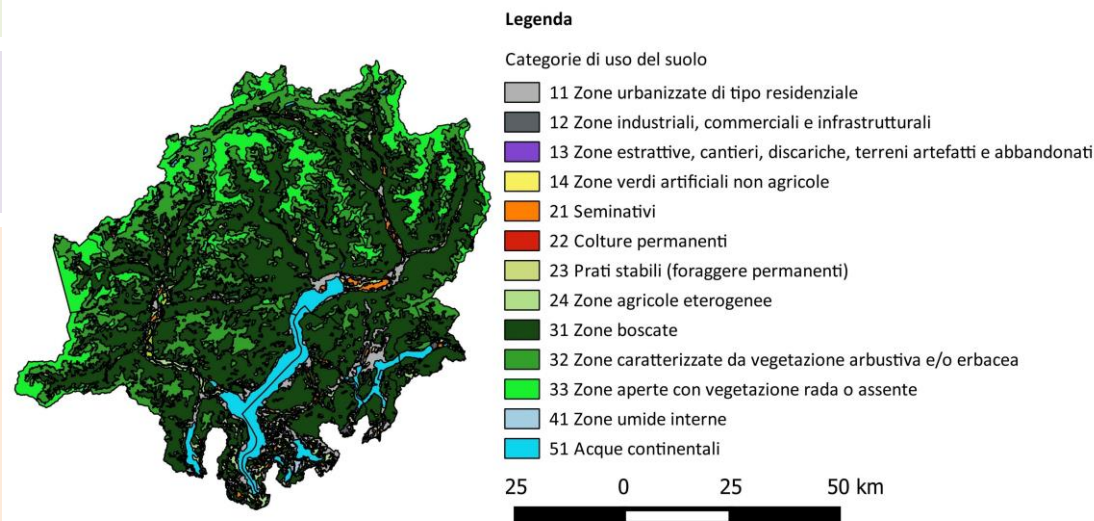 Legenda
Categorie di uso del suolo
11 Zone urbanizzate di tipo residenziale
12 Zone industriali, commerciali e infrastrutturali
13 Zone estrattive, cantieri, discariche, terreni artefatti e abbandonati
14 Zone verdi artificiali non agricole
21 Seminativi
22 Colture permanenti
23 Prati stabili (foraggere permanenti)
24 Zone agricole eterogenee
31 Zone boscate
32 Zone caratterizzate da vegetazione arbustiva e/o erbacea
33 Zone aperte con vegetazione rada o assente
41 Zone umide interne
51 Acque continentali
25 0 25 50 km